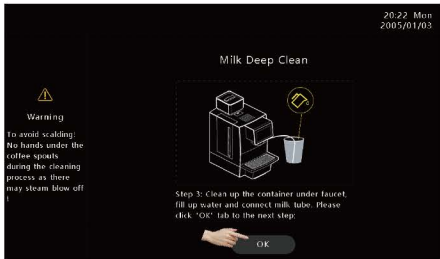 20:22 Mon
2005/01/03
Milk Deep Clean
Warning
To avoid scalding:
No hands under the
coffee spouts
during the cleaning
process as there
may steam blow off
!
Step 3: Clean up the container under faucet,
fill up water and connect milk tube. Please
click "OK" tab to the next step;
OK